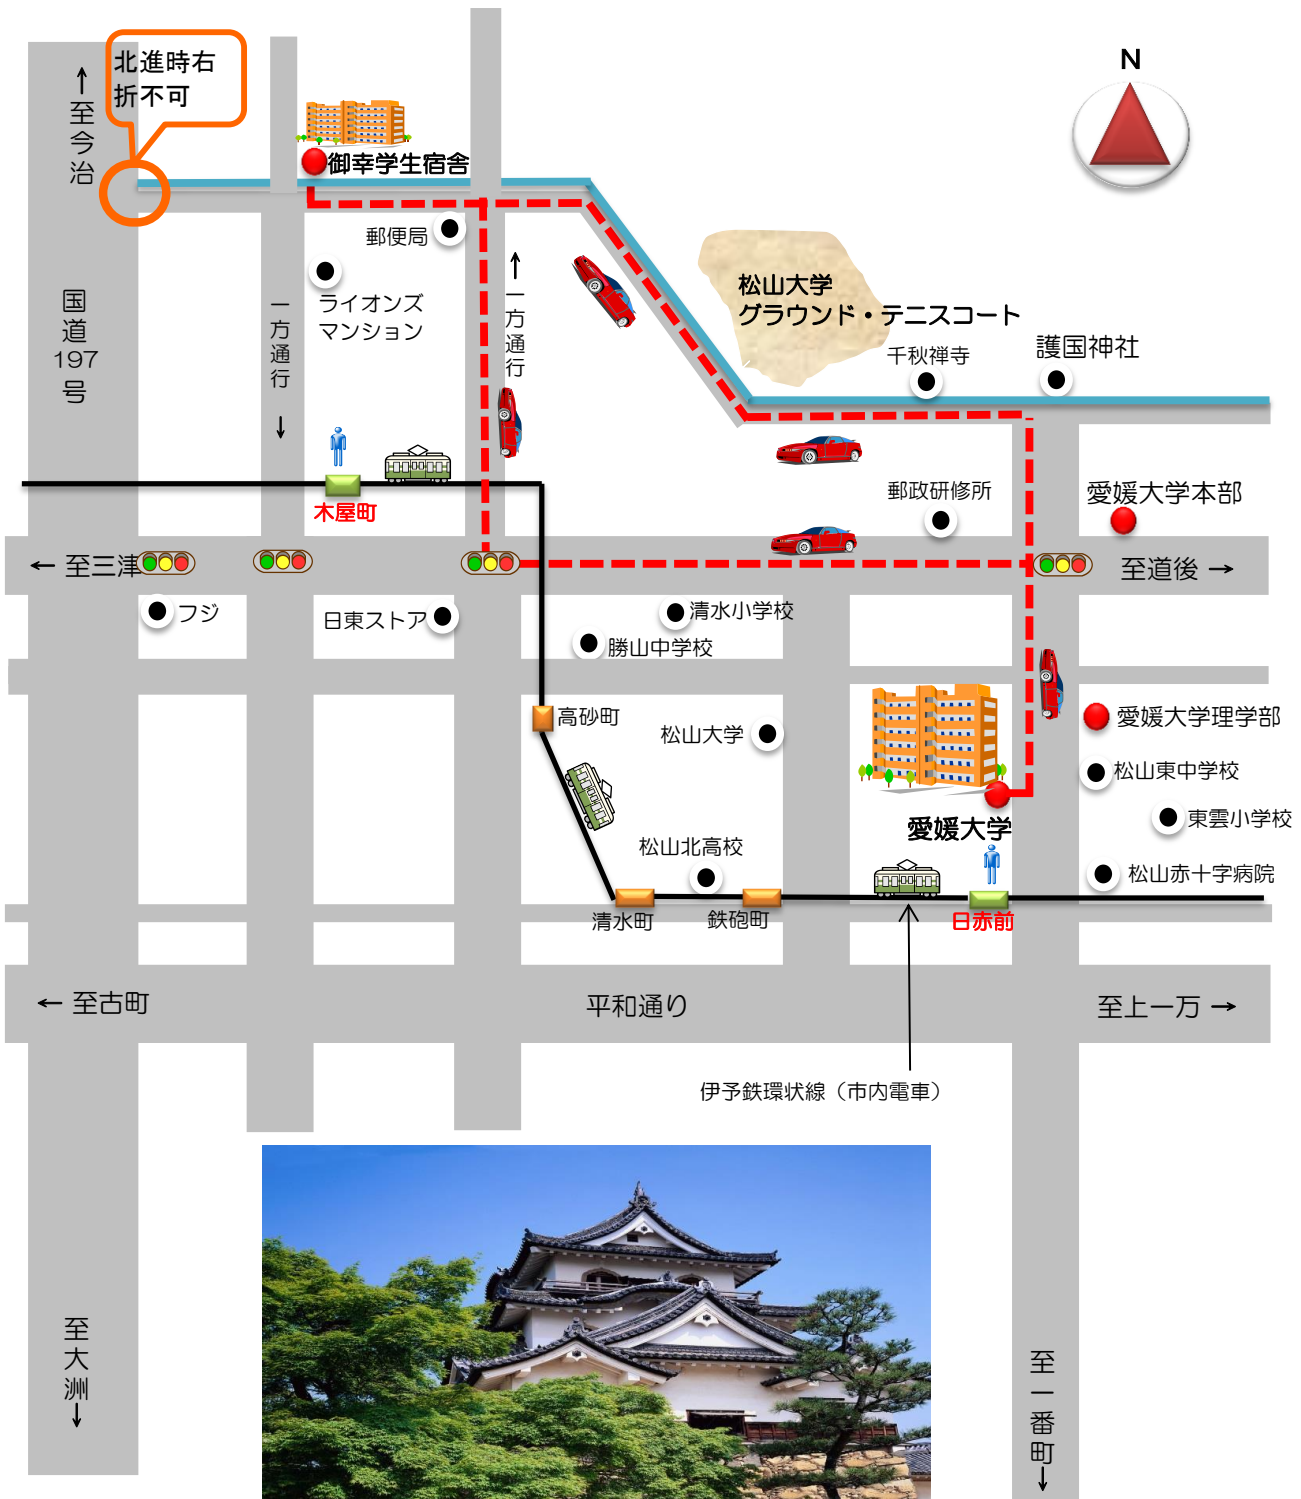 N
北進時右
折不可
↑
至今治
御幸学生宿舎
郵便局
ライオンズ
マンション
国道
197
号
一方通行
↓
↑
一方通行
松山大学
グラウンド・テニスコート
千秋禅寺
護国神社
木屋町
郵政研修所
愛媛大学本部
← 至三津
至道後 →
フジ
日東ストア
清水小学校
勝山中学校
高砂町
松山大学
愛媛大学理学部
松山東中学校
東雲小学校
愛媛大学
松山北高校
松山赤十字病院
清水町
鉄砲町
日赤前
← 至古町
平和通り
至上一万 →
伊予鉄環状線（市内電車）
至大洲
↓
至一番町
↓